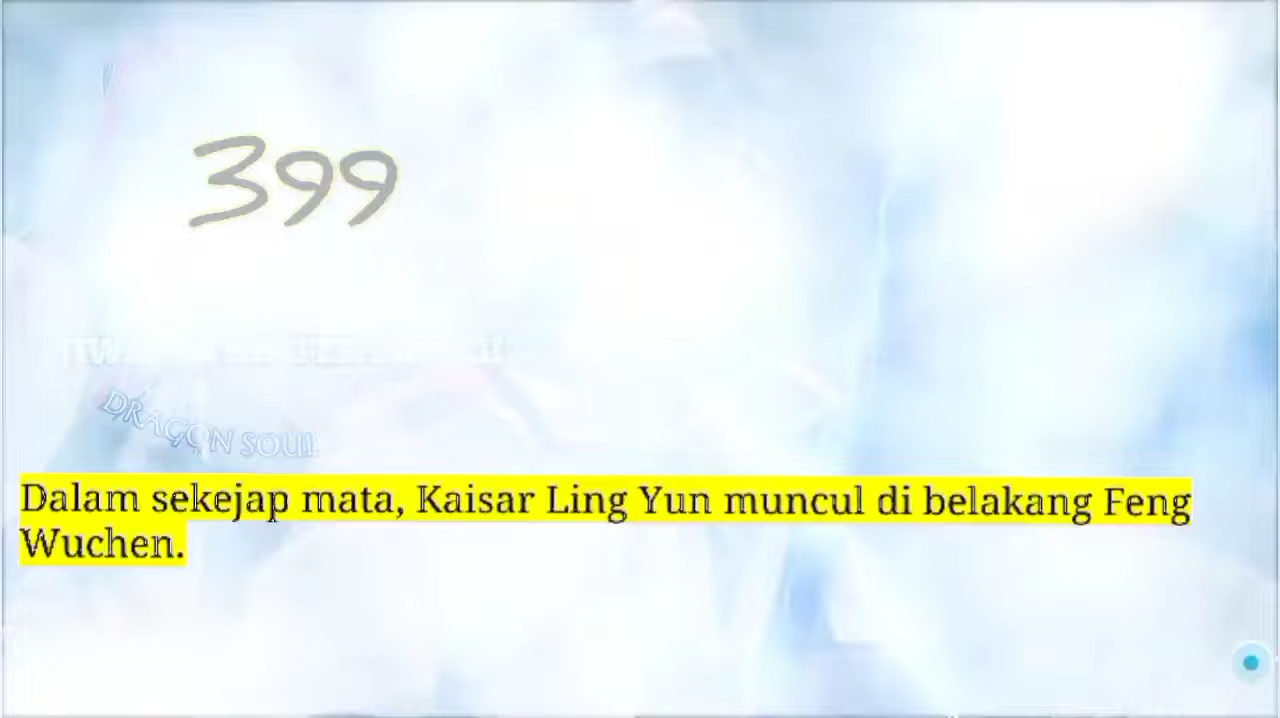 399
DRAGON SOUL
Dalam sekejap mata, Kaisar Ling Yun muncul di belakang Feng
Wuchen.